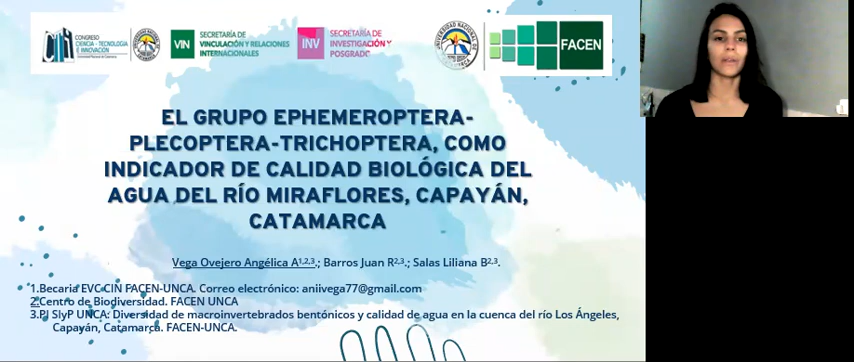 CONGRESO
CIENCIA - TECNOLOGÍA
e INNOVACIÓN
VIN
SECRETARÍA DE
VINCULACIÓN Y RELACIONES
INTERNACIONALES
INV
SECRETARÍA DE
INVESTIGACIÓN Y
POSGRADO
FACEN
EL GRUPO EPHEMEROPTERA-
PLECOPTERA-TRICHOPTERA, COMO
INDICADOR DE CALIDAD BIOLÓGICA DEL
AGUA DEL RÍO MIRAFLORES, CAPAYÁN,
CATAMARCA
Vega Ovejero Angélica A¹,²,³.; Barros Juan R²,³.; Salas Liliana B²,³.
1.Becaria EVC-CIN FACEN-UNCA. Correo electrónico: aniivega77@gmail.com
2.Centro de Biodiversidad. FACEN UNCA
3.PI SIyP UNCA: Diversidad de macroinvertebrados bentónicos y calidad de agua en la cuenca del río Los Ángeles,
Capayán, Catamarca. FACEN-UNCA.